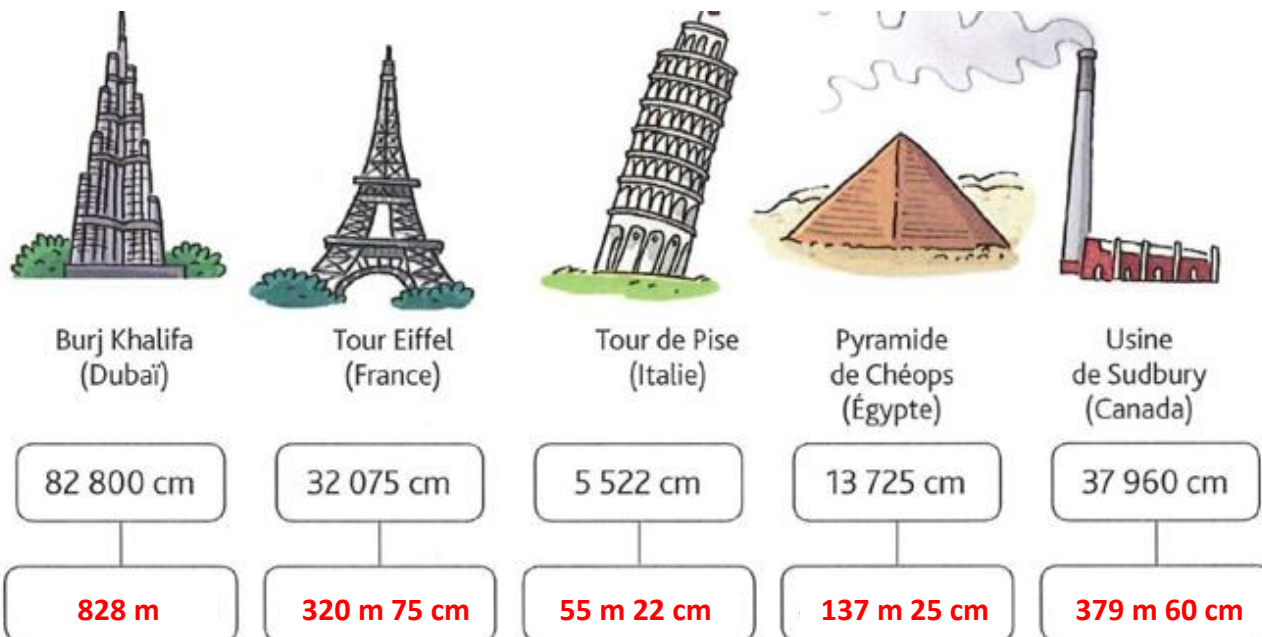 Burj Khalifa
(Dubaï)
Tour Eiffel
(France)
Tour de Pise
(Italie)
Pyramide
de Chéops
(Égypte)
Usine
de Sudbury
(Canada)
82 800 cm
32 075 cm
5 522 cm
13 725 cm
37 960 cm
828 m
320 m 75 cm
55 m 22 cm
137 m 25 cm
379 m 60 cm